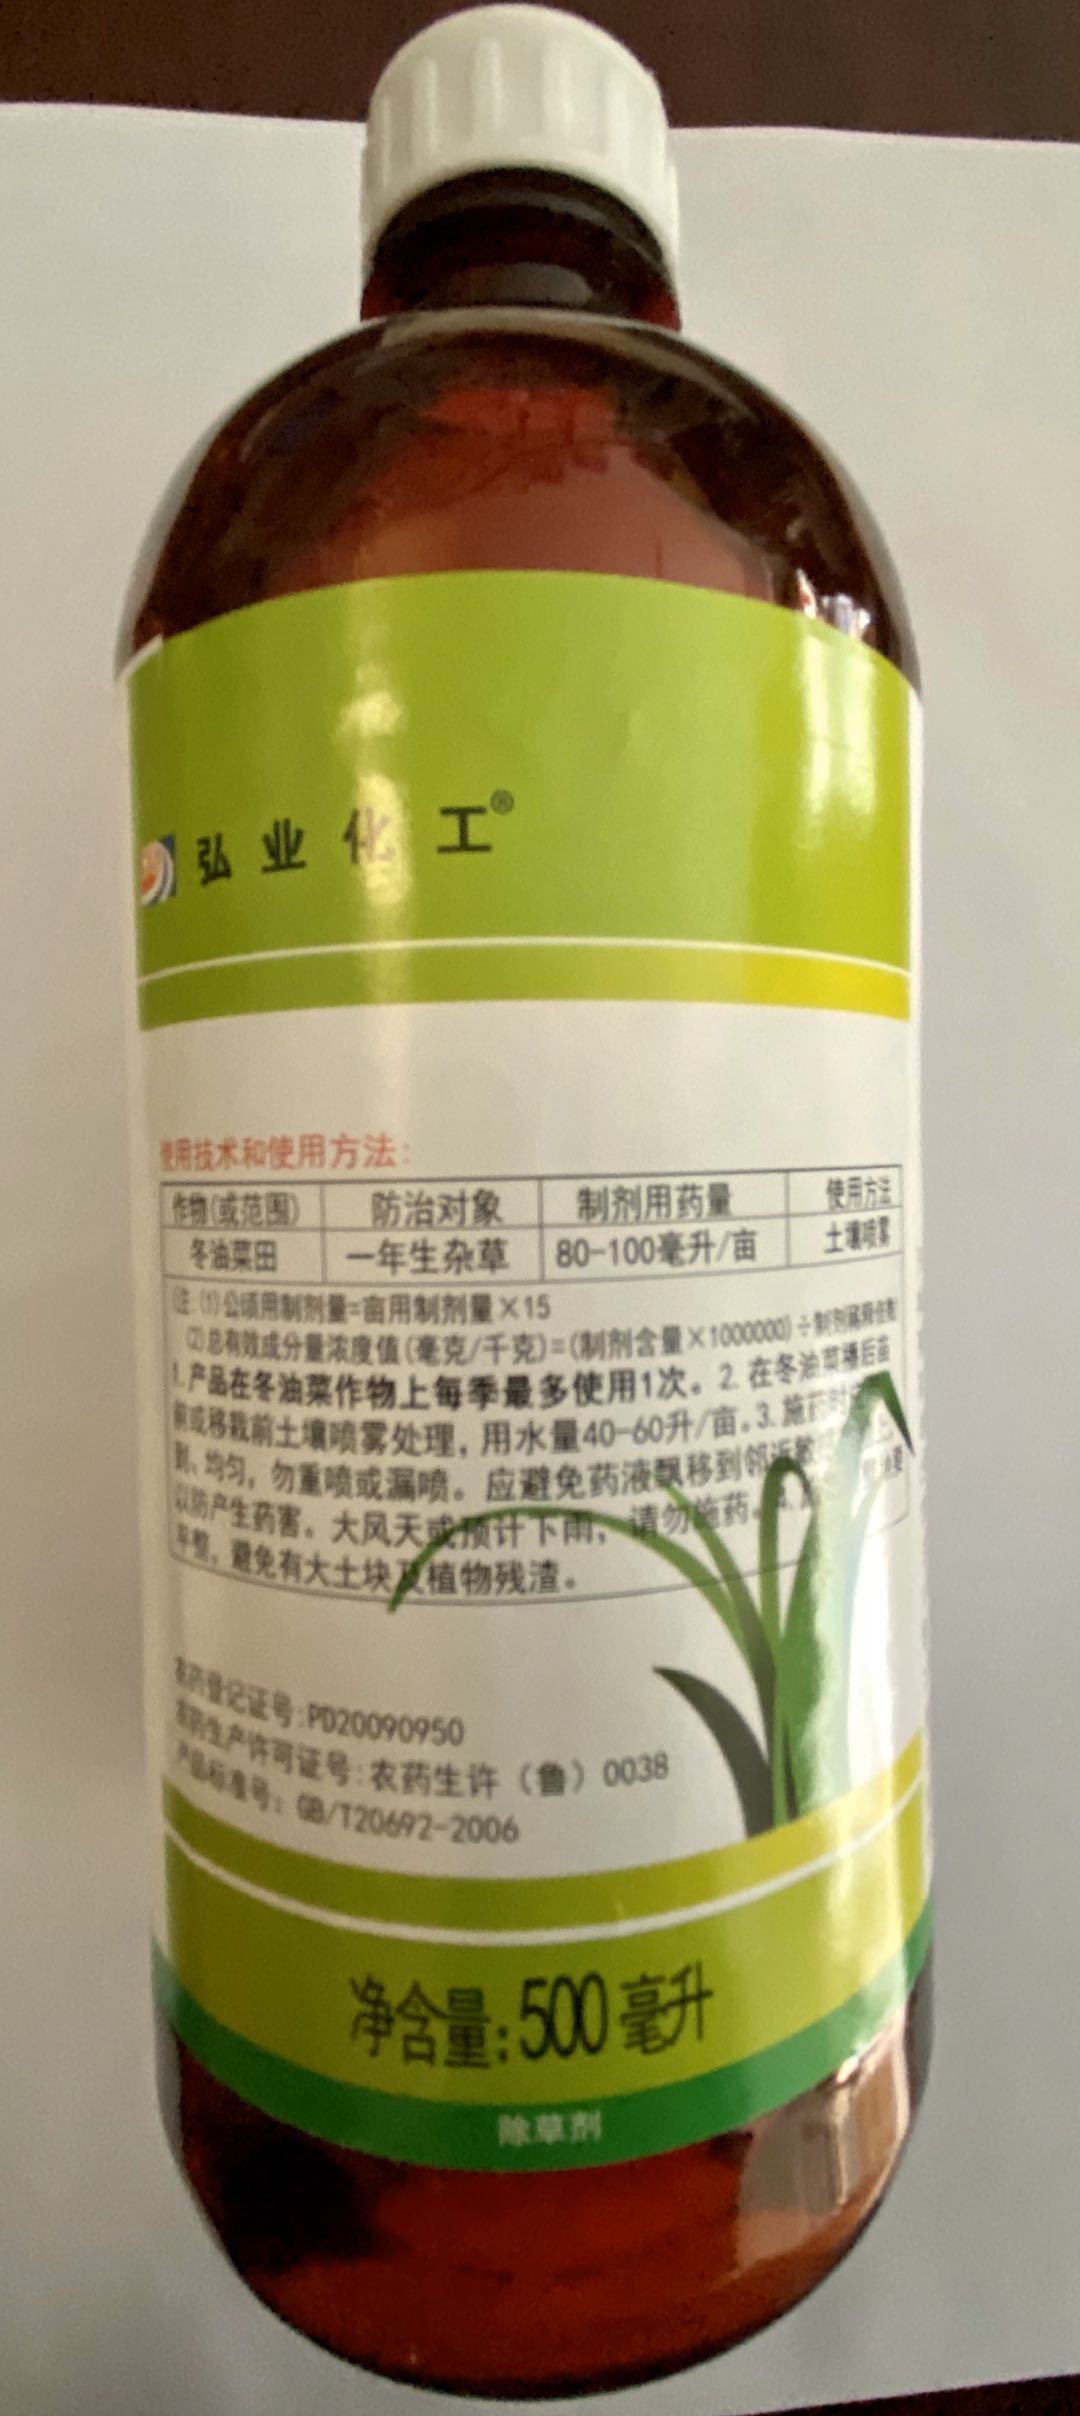 弘业化工®
使用技术和使用方法：
作物(或范围) 防治对象 制剂用药量 使用方法
冬油菜田 一年生杂草 80-100毫升/亩 土壤喷雾
(注:(1)公顷用制剂量=亩用制剂量×15
(2)总有效成分量浓度值(毫克/千克)=(制剂含量×1000000)÷制剂稀释倍数)
1.产品在冬油菜作物上每季最多使用1次。2.在冬油菜播后苗
前或移栽前土壤喷雾处理，用水量40-60升/亩。3.施药时
到、均匀，勿重喷或漏喷。应避免药液飘移到邻近 上
以防产生药害。大风天或预计下雨，请勿施药。4. 要
平整，避免有大土块及植物残渣。
农药登记证号:PD20090950
农药生产许可证号:农药生许（鲁）0038
产品标准号：GB/T20692-2006
净含量:500毫升
除草剂